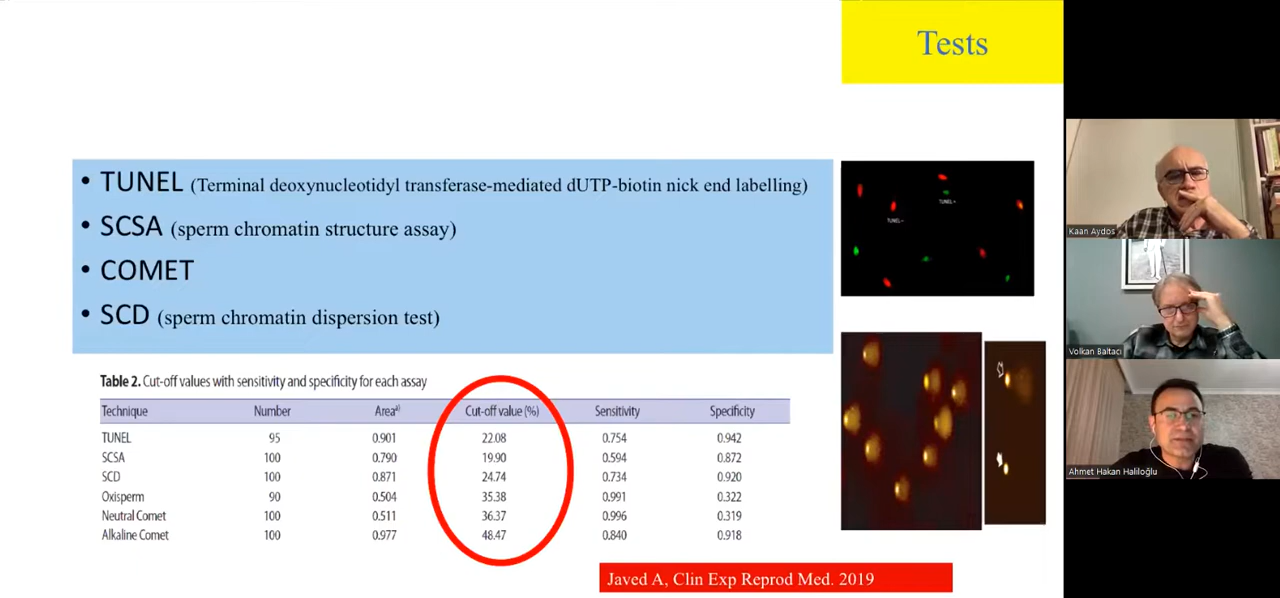 Tests
• TUNEL (Terminal deoxynucleotidyl transferase-mediated dUTP-biotin nick end labelling)
• SCSA (sperm chromatin structure assay)
• COMET
• SCD (sperm chromatin dispersion test)
TUNEL +
TUNEL -
Table 2. Cut-off values with sensitivity and specificity for each assay
Technique Number Area a) Cut-off value (%) Sensitivity Specificity
TUNEL 95 0.901 22.08 0.754 0.942
SCSA 100 0.790 19.90 0.594 0.872
SCD 100 0.871 24.74 0.734 0.920
Oxisperm 90 0.504 35.38 0.991 0.322
Neutral Comet 100 0.511 36.37 0.996 0.319
Alkaline Comet 100 0.977 48.47 0.840 0.918
Javed A, Clin Exp Reprod Med. 2019
Kaan Aydos
Volkan Baltacı
Ahmet Hakan Haliloğlu